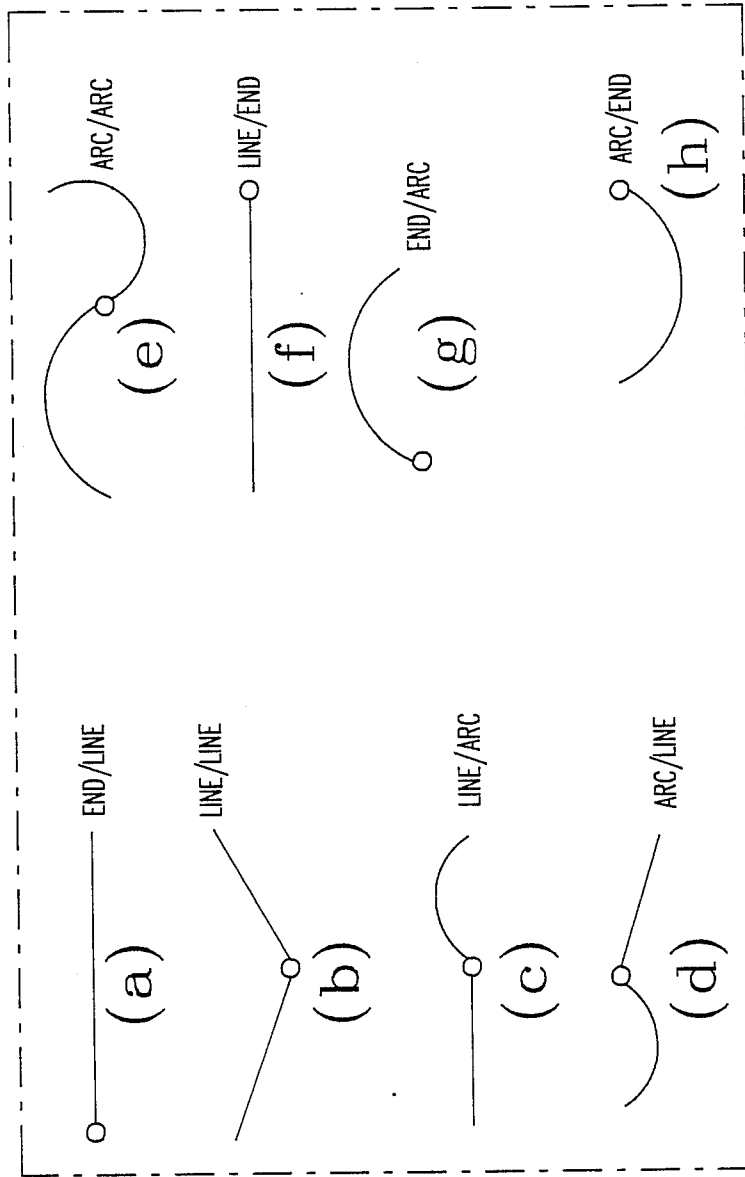 END/LINE
(a)
LINE/LINE
(b)
LINE/ARC
(c)
ARC/LINE
(d)
ARC/ARC
(e)
LINE/END
(f)
END/ARC
(g)
ARC/END
(h)